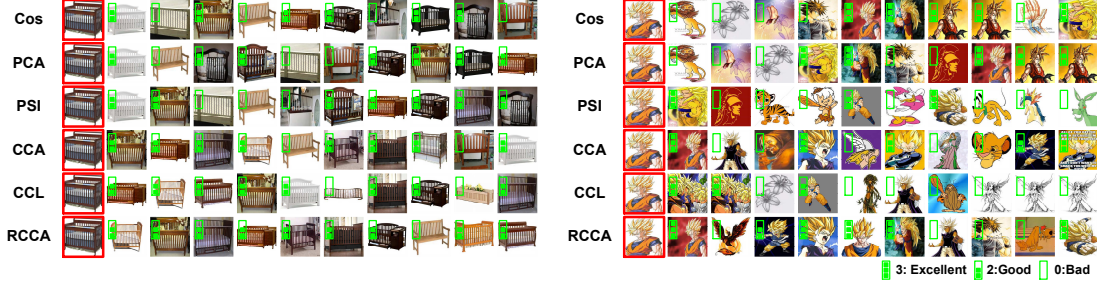 Cos
PCA
PSI
CCA
CCL
RCCA
Cos
PCA
PSI
CCA
CCL
RCCA
3: Excellent 2:Good 0:Bad